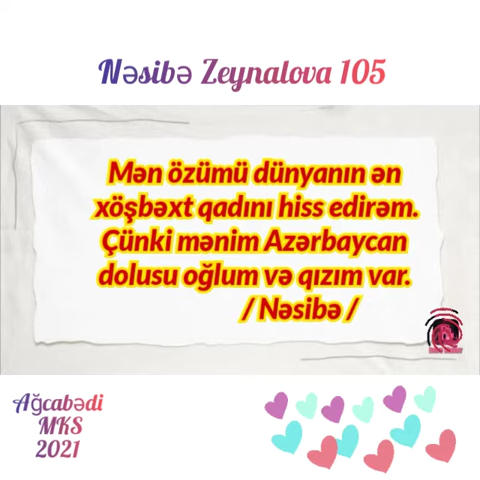 Nəsibə Zeynalova 105
Mən özümü dünyanın ən
xöşbəxt qadını hiss edirəm.
Çünki mənim Azərbaycan
dolusu oğlum və qızım var.
/ Nəsibə /
Ağcabədi
MKS
2021